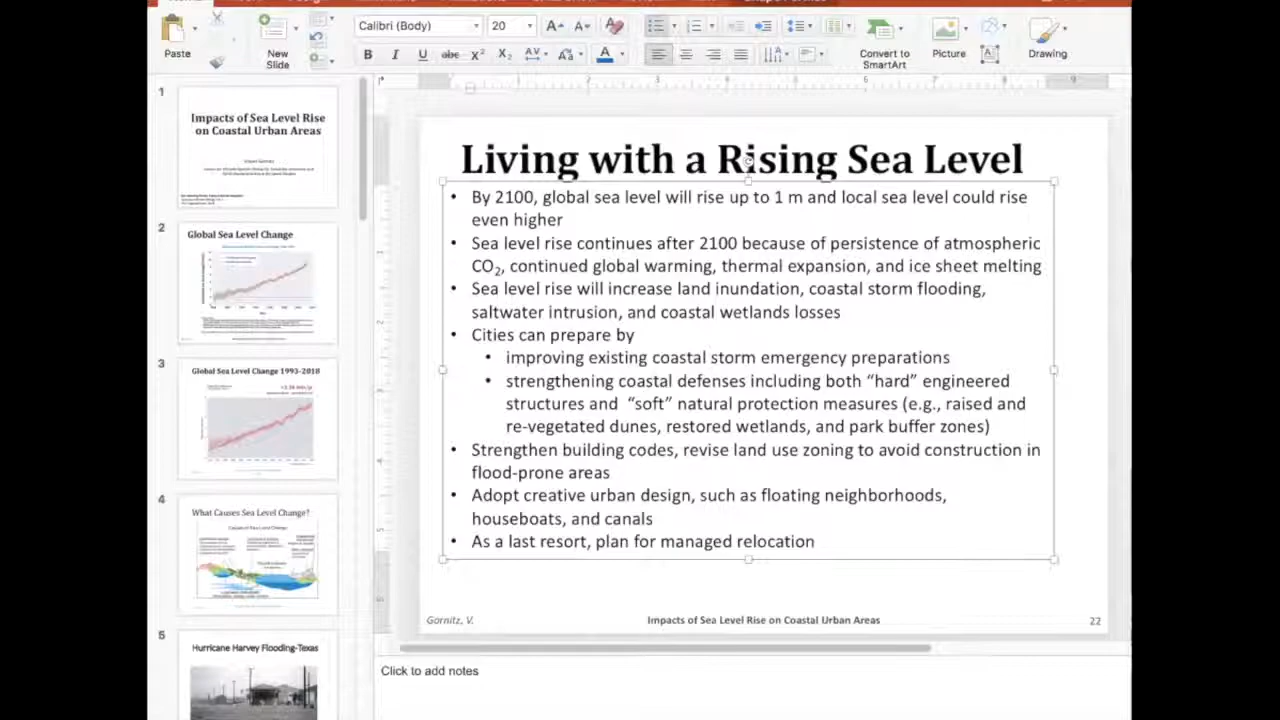 Calibri (Body)
20
Paste
New
Slide
B I U abc X² X₂ AV Aa A
Convert to
SmartArt
Picture
Drawing
1
Impacts of Sea Level Rise
on Coastal Urban Areas
2
Global Sea Level Change
3
Global Sea Level Change 1993-2018
4
What Causes Sea Level Change?
5
Hurricane Harvey Flooding-Texas
Living with a Rising Sea Level
• By 2100, global sea level will rise up to 1 m and local sea level could rise
even higher
• Sea level rise continues after 2100 because of persistence of atmospheric
CO₂, continued global warming, thermal expansion, and ice sheet melting
• Sea level rise will increase land inundation, coastal storm flooding,
saltwater intrusion, and coastal wetlands losses
• Cities can prepare by
• improving existing coastal storm emergency preparations
• strengthening coastal defenses including both “hard” engineered
structures and “soft” natural protection measures (e.g., raised and
re-vegetated dunes, restored wetlands, and park buffer zones)
• Strengthen building codes, revise land use zoning to avoid construction in
flood-prone areas
• Adopt creative urban design, such as floating neighborhoods,
houseboats, and canals
• As a last resort, plan for managed relocation
Gornitz, V.
Impacts of Sea Level Rise on Coastal Urban Areas
22
Click to add notes